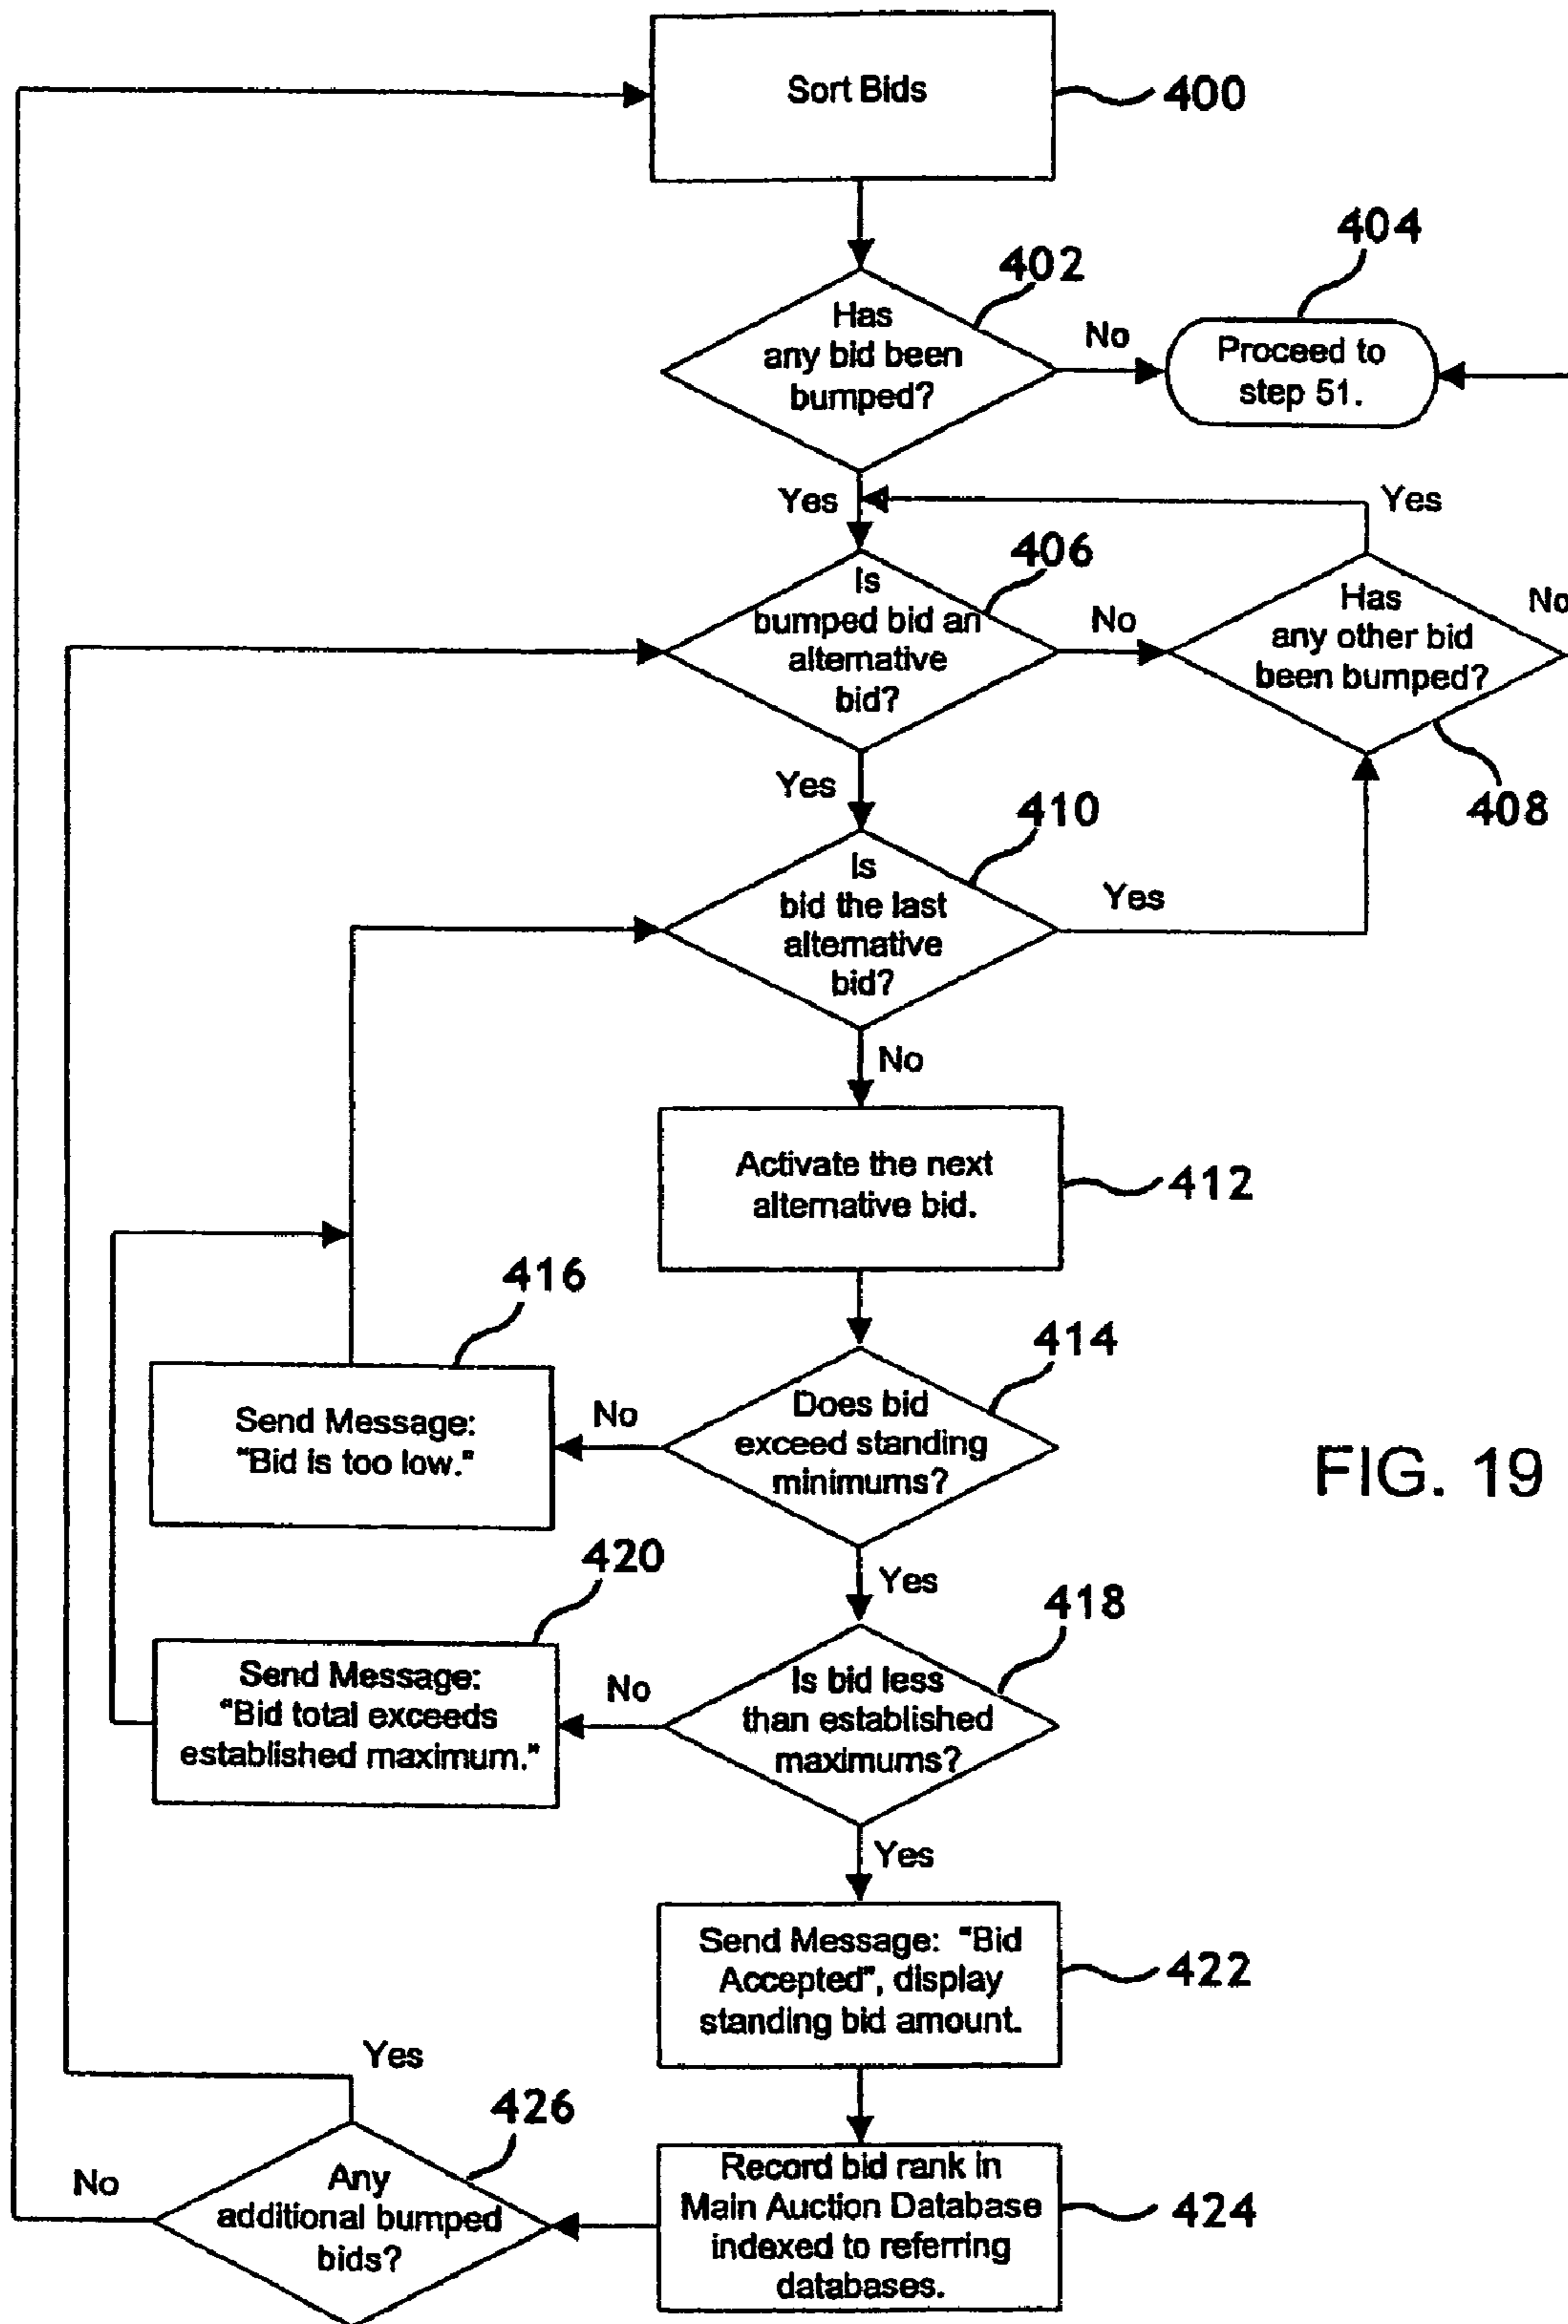 Sort Bids
400
404
402
Has
any bid been
bumped?
No
Proceed to
step 51.
Yes
Yes
406
Is
bumped bid an
alternative
bid?
No
Has
any other bid
been bumped?
No
408
Yes
410
Is
bid the last
alternative
bid?
Yes
No
Activate the next
alternative bid.
412
416
414
Send Message:
"Bid is too low."
No
Does bid
exceed standing
minimums?
FIG. 19
420
Yes
418
Send Message:
"Bid total exceeds
established maximum."
No
Is bid less
than established
maximums?
Yes
Send Message: "Bid
Accepted", display
standing bid amount.
422
Yes
426
No
Any
additional bumped
bids?
Record bid rank in
Main Auction Database
indexed to referring
databases.
424